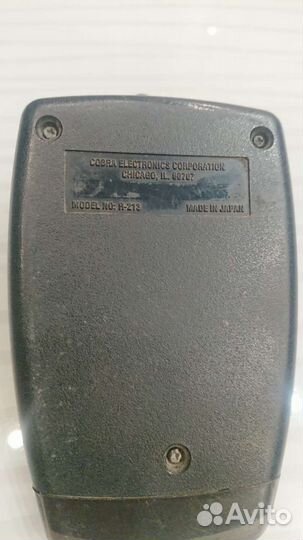 COBRA ELECTRONICS CORPORATION
CHICAGO, IL. 60707
MODEL NO: H-213 MADE IN JAPAN
Avito